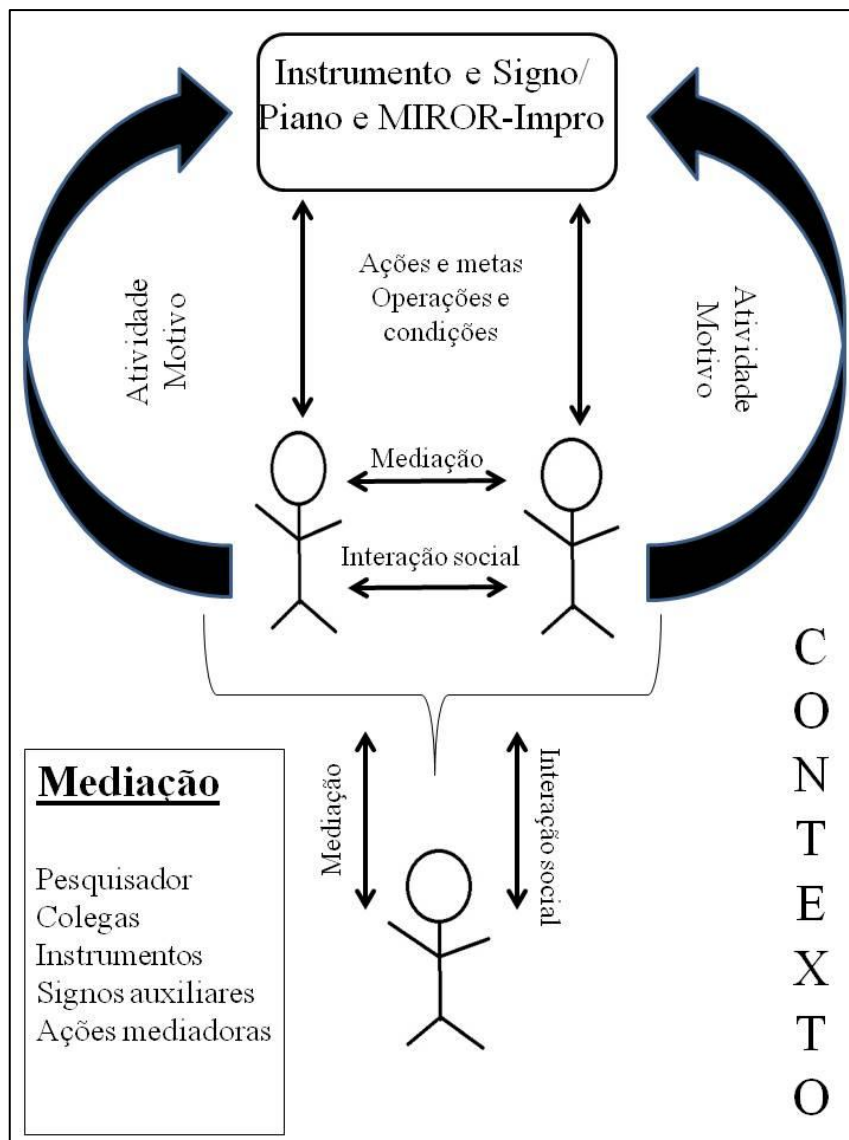 Instrumento e Signo/
Piano e MIROR-Impro
Ações e metas
Operações e
condições
Atividade
Motivo
Atividade
Motivo
Mediação
Interação social
Mediação
Interação social
Mediação
Pesquisador
Colegas
Instrumentos
Signos auxiliares
Ações mediadoras
C
O
N
T
E
X
T
O